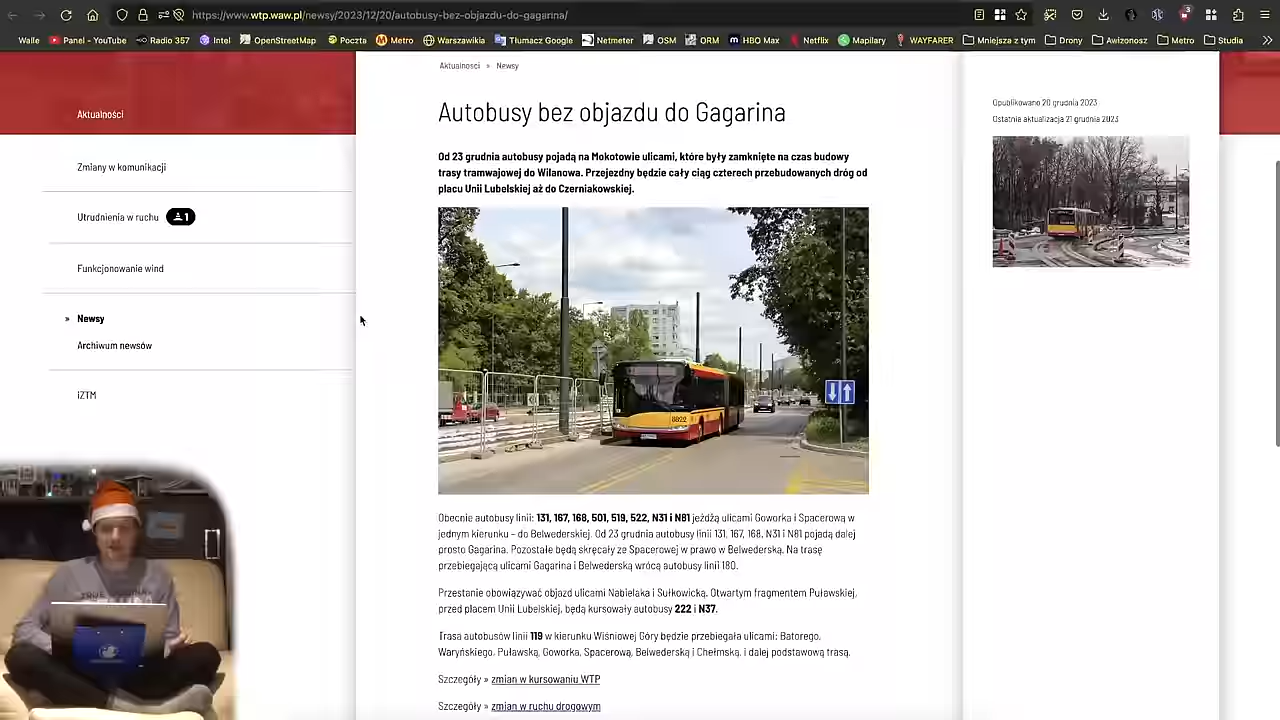 https://www.wtp.waw.pl/newsy/2023/12/20/autobusy-bez-objazdu-do-gagarina/
3
Walle Panel - YouTube Radio 357 Intel OpenStreetMap Poczta Metro Warszawikia Tłumacz Google Netmeter OSM ORM HBO Max Netflix Mapilary WAYFARER Mniejsza z tym Drony Awizonosz Metro Studia
Aktualności » Newsy
Aktualności
Zmiany w komunikacji
Utrudnienia w ruchu 1
Funkcjonowanie wind
» Newsy
Archiwum newsów
iZTM
Autobusy bez objazdu do Gagarina
Od 23 grudnia autobusy pojadą na Mokotowie ulicami, które były zamknięte na czas budowy
trasy tramwajowej do Wilanowa. Przejezdny będzie cały ciąg czterech przebudowanych dróg od
placu Unii Lubelskiej aż do Czerniakowskiej.
8822
Obecnie autobusy linii: 131, 167, 168, 501, 519, 522, N31 i N81 jeżdżą ulicami Goworka i Spacerową w
jednym kierunku – do Belwederskiej. Od 23 grudnia autobusy linii 131, 167, 168, N31 i N81 pojadą dalej
prosto Gagarina. Pozostałe będą skręcały ze Spacerowej w prawo w Belwederską. Na trasę
przebiegającą ulicami Gagarina i Belwederską wrócą autobusy linii 180.
Przestanie obowiązywać objazd ulicami Nabielaka i Sułkowicką. Otwartym fragmentem Puławskiej,
przed placem Unii Lubelskiej, będą kursowały autobusy 222 i N37.
Trasa autobusów linii 119 w kierunku Wiśniowej Góry będzie przebiegała ulicami: Batorego,
Waryńskiego, Puławską, Goworka, Spacerową, Belwederską i Chełmską, i dalej podstawową trasą.
Szczegóły » zmian w kursowaniu WTP
Szczegóły » zmian w ruchu drogowym
Opublikowano 20 grudnia 2023
Ostatnia aktualizacja 21 grudnia 2023